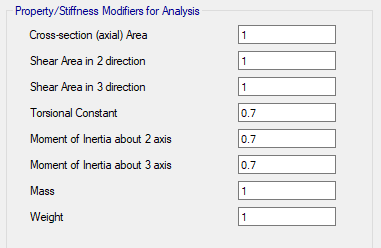 Property/Stiffness Modifiers for Analysis
Cross-section (axial) Area 1
Shear Area in 2 direction 1
Shear Area in 3 direction 1
Torsional Constant 0.7
Moment of Inertia about 2 axis 0.7
Moment of Inertia about 3 axis 0.7
Mass 1
Weight 1